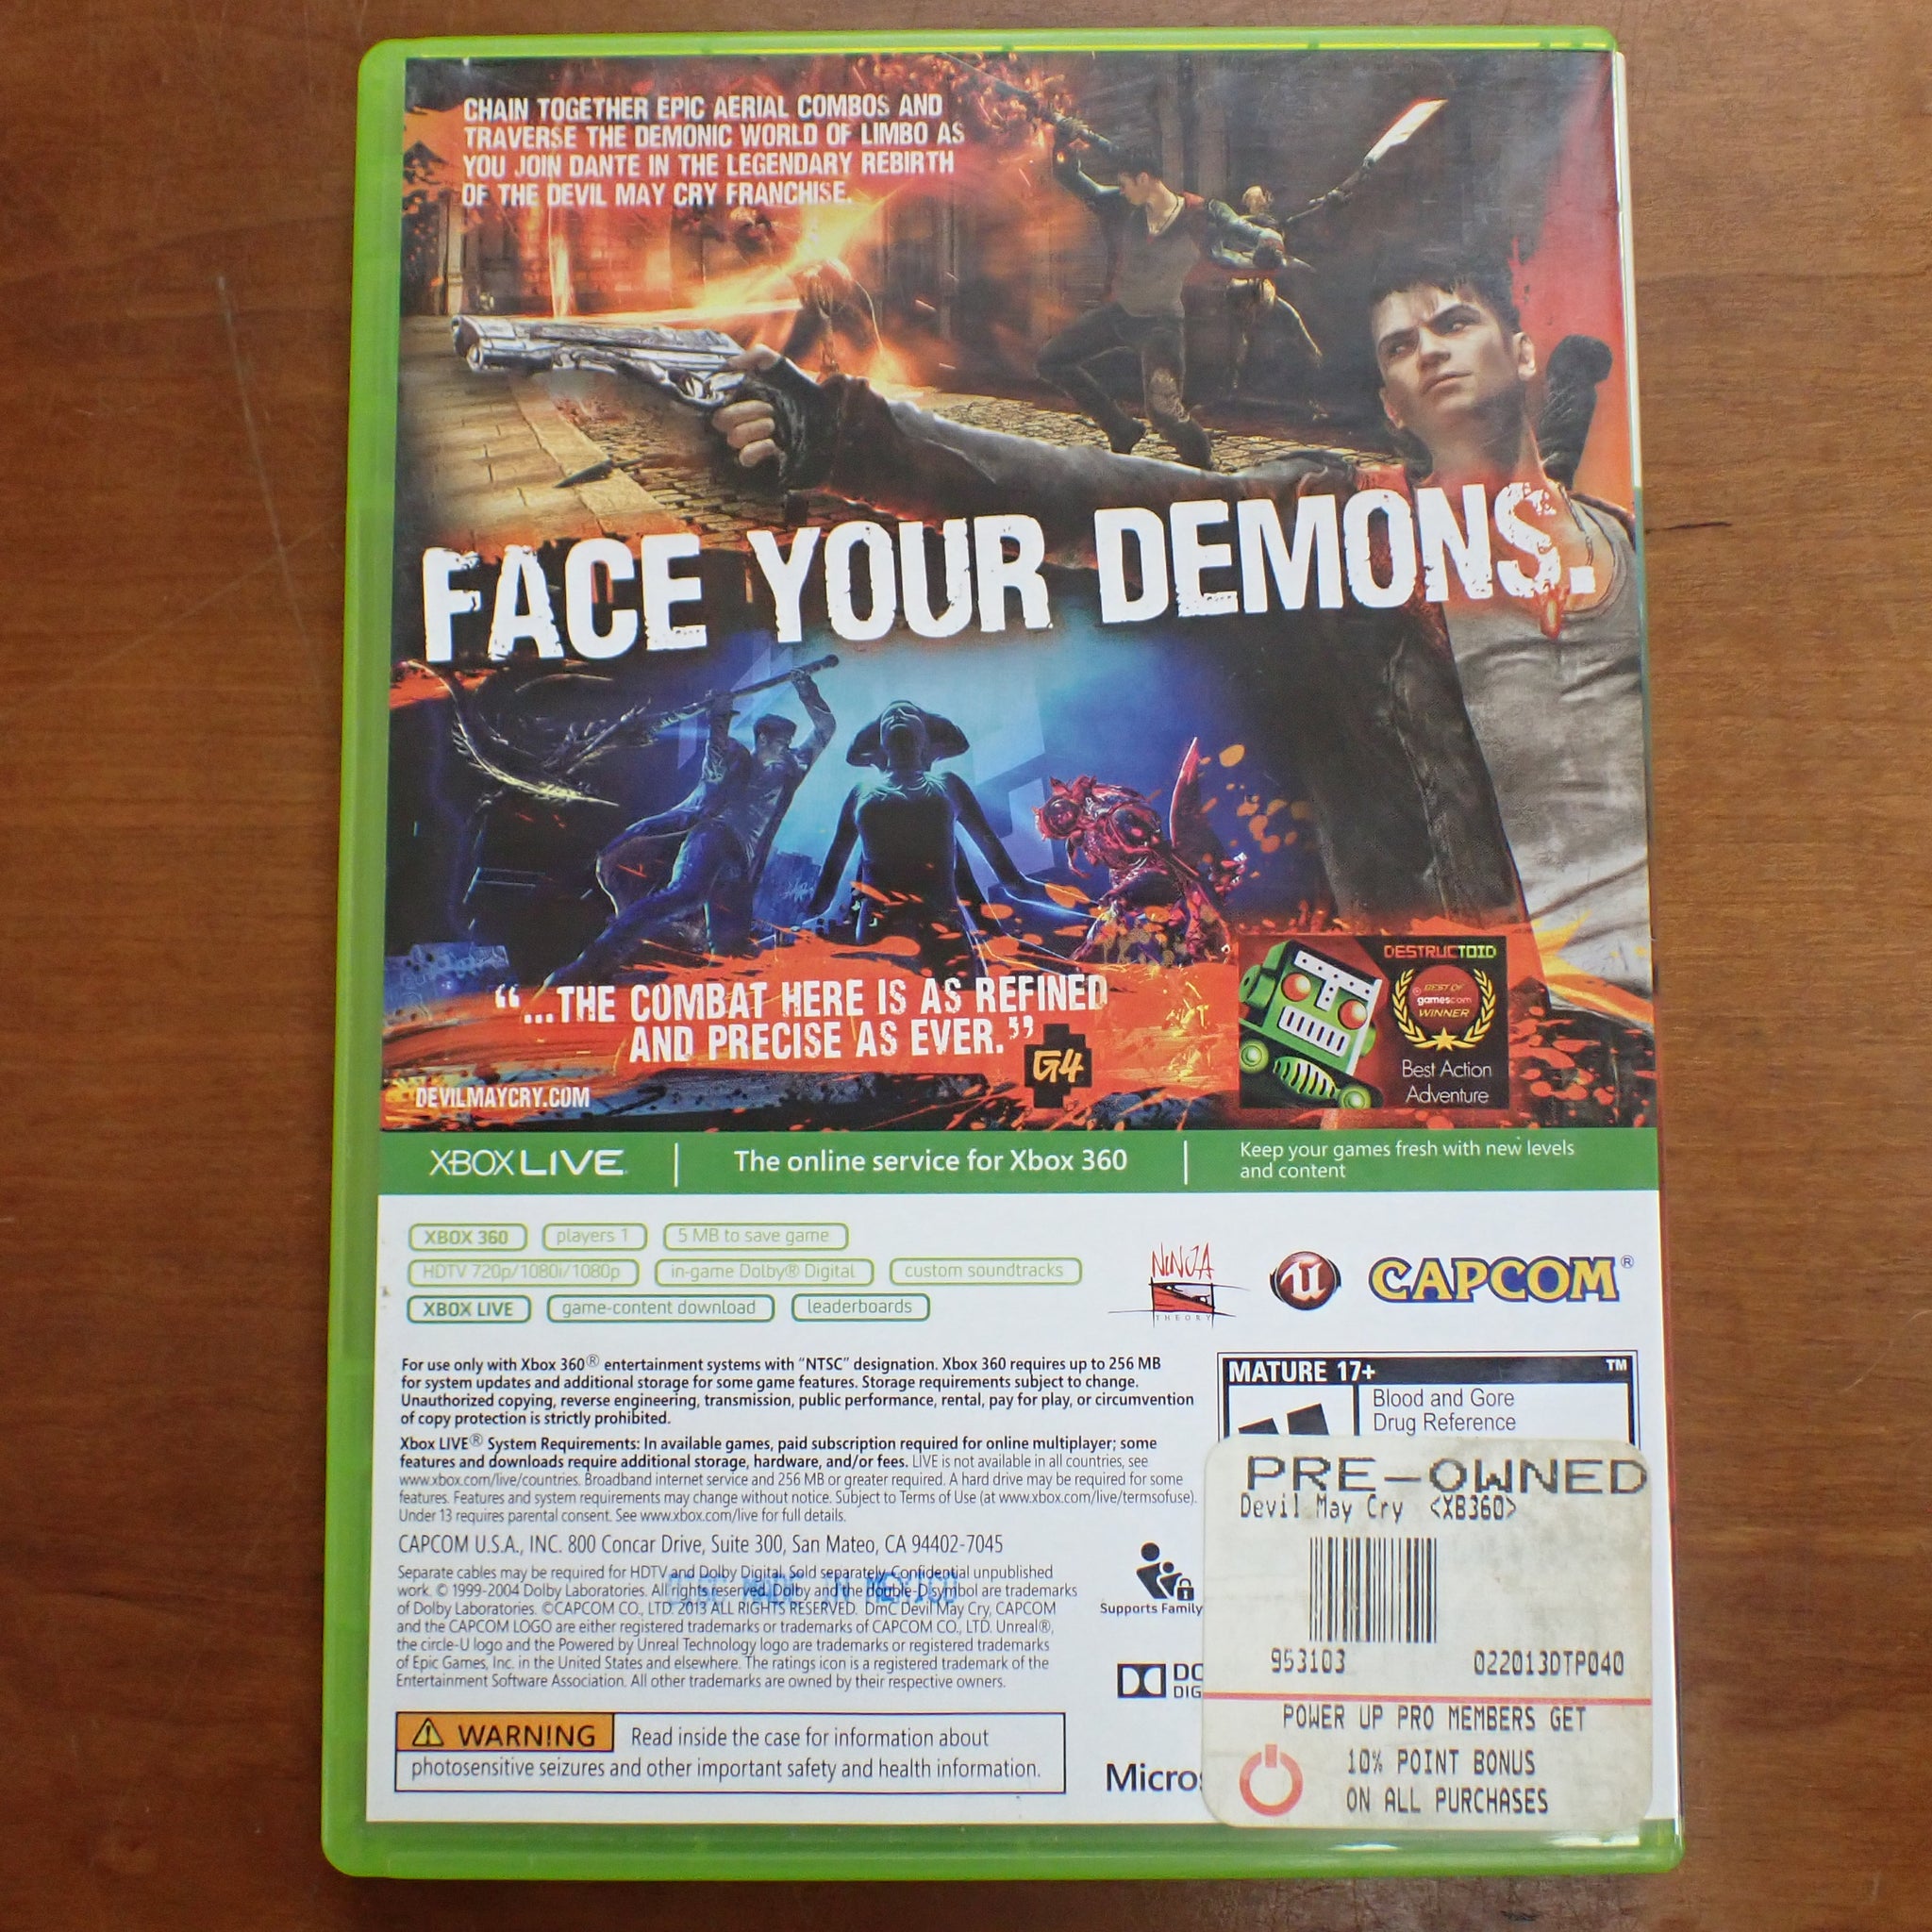 CHAIN TOGETHER EPIC AERIAL COMBOS AND
TRAVERSE THE DEMONIC WORLD OF LIMBO AS
YOU JOIN DANTE IN THE LEGENDARY REBIRTH
OF THE DEVIL MAY CRY FRANCHISE.
FACE YOUR DEMONS.
“...THE COMBAT HERE IS AS REFINED
AND PRECISE AS EVER.”
G4
DEVILMAYCRY.COM
DESTRUCTOID
BEST OF
gamescom
WINNER
Best Action
Adventure
XBOX LIVE
The online service for Xbox 360
Keep your games fresh with new levels
and content
XBOX 360 players 1 5 MB to save game
HDTV 720p/1080i/1080p in-game Dolby® Digital custom soundtracks
XBOX LIVE game-content download leaderboards
NINJA
THEORY
CAPCOM®
For use only with Xbox 360® entertainment systems with “NTSC” designation. Xbox 360 requires up to 256 MB
for system updates and additional storage for some game features. Storage requirements subject to change.
Unauthorized copying, reverse engineering, transmission, public performance, rental, pay for play, or circumvention
of copy protection is strictly prohibited.
Xbox LIVE® System Requirements: In available games, paid subscription required for online multiplayer; some
features and downloads require additional storage, hardware, and/or fees. LIVE is not available in all countries, see
www.xbox.com/live/countries. Broadband internet service and 256 MB or greater required. A hard drive may be required for some
features. Features and system requirements may change without notice. Subject to Terms of Use (at www.xbox.com/live/termsofuse).
Under 13 requires parental consent. See www.xbox.com/live for full details.
CAPCOM U.S.A., INC. 800 Concar Drive, Suite 300, San Mateo, CA 94402-7045
Separate cables may be required for HDTV and Dolby Digital. Sold separately. Confidential unpublished
work. © 1999-2004 Dolby Laboratories. All rights reserved. Dolby and the double-D symbol are trademarks
of Dolby Laboratories. ©CAPCOM CO., LTD. 2013 ALL RIGHTS RESERVED. DmC Devil May Cry, CAPCOM
and the CAPCOM LOGO are either registered trademarks or trademarks of CAPCOM CO., LTD. Unreal®,
the circle-U logo and the Powered by Unreal Technology logo are trademarks or registered trademarks
of Epic Games, Inc. in the United States and elsewhere. The ratings icon is a registered trademark of the
Entertainment Software Association. All other trademarks are owned by their respective owners.
DISC MADE IN MEXICO
WARNING Read inside the case for information about
photosensitive seizures and other important safety and health information.
MATURE 17+ ™
Blood and Gore
Drug Reference
Supports Family
DO
DIG
Micros
PRE-OWNED
Devil May Cry <XB360>
953103 022013DTP040
POWER UP PRO MEMBERS GET
10% POINT BONUS
ON ALL PURCHASES